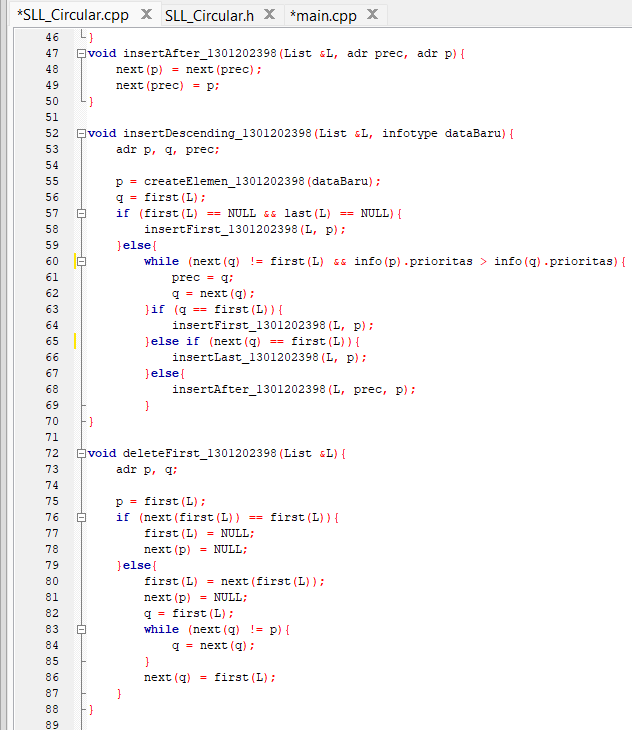 *SLL_Circular.cpp X SLL_Circular.h X *main.cpp X
46 }
47 void insertAfter_1301202398(List &L, adr prec, adr p){
48     next(p) = next(prec);
49     next(prec) = p;
50 }
51
52 void insertDescending_1301202398(List &L, infotype dataBaru){
53     adr p, q, prec;
54
55     p = createElemen_1301202398(dataBaru);
56     q = first(L);
57     if (first(L) == NULL && last(L) == NULL){
58         insertFirst_1301202398(L, p);
59     }else{
60         while (next(q) != first(L) && info(p).prioritas > info(q).prioritas){
61             prec = q;
62             q = next(q);
63         }if (q == first(L)){
64             insertFirst_1301202398(L, p);
65         }else if (next(q) == first(L)){
66             insertLast_1301202398(L, p);
67         }else{
68             insertAfter_1301202398(L, prec, p);
69         }
70 }
71
72 void deleteFirst_1301202398(List &L){
73     adr p, q;
74
75     p = first(L);
76     if (next(first(L)) == first(L)){
77         first(L) = NULL;
78         next(p) = NULL;
79     }else{
80         first(L) = next(first(L));
81         next(p) = NULL;
82         q = first(L);
83         while (next(q) != p){
84             q = next(q);
85         }
86         next(q) = first(L);
87     }
88 }
89